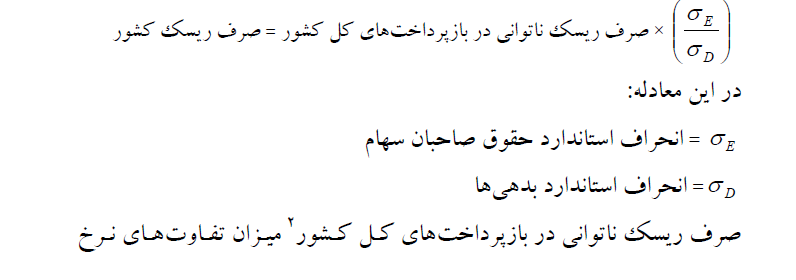 صرف ریسک کشور = صرف ریسک ناتوانی در بازپرداخت‌های کل کشور × (σE / σD)
در این معادله:
σE = انحراف استاندارد حقوق صاحبان سهام
σD = انحراف استاندارد بدهی‌ها
صرف ریسک ناتوانی در بازپرداخت‌های کل کشور۲ میزان تفاوت‌های نرخ